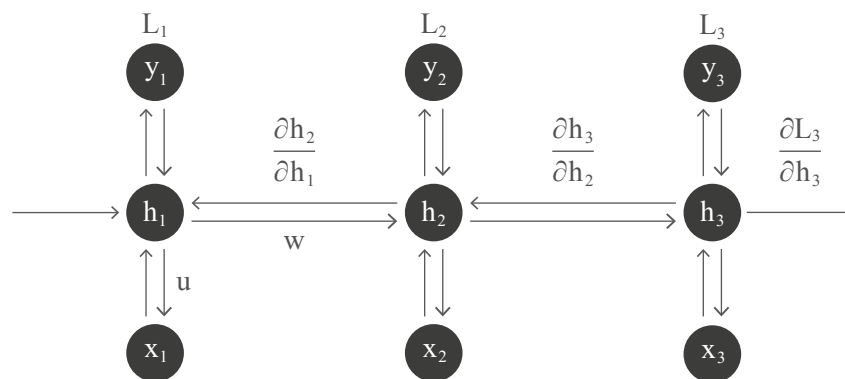 L₁ L₂ L₃
y₁ y₂ y₃
∂h₂/∂h₁ ∂h₃/∂h₂ ∂L₃/∂h₃
h₁ h₂ h₃
w
u
x₁ x₂ x₃